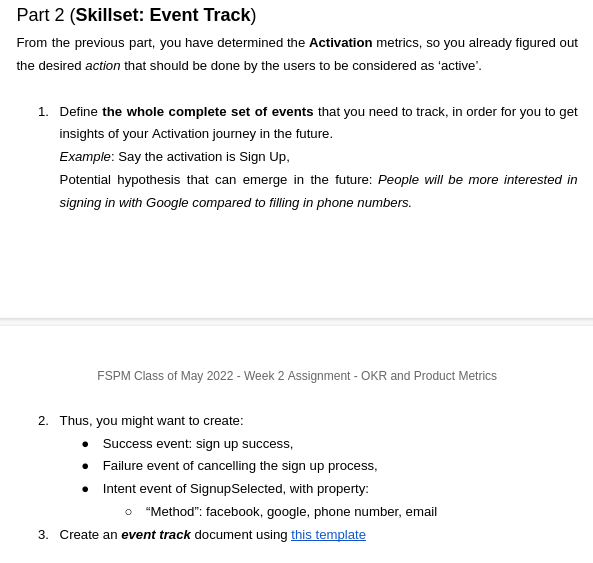 Part 2 (Skillset: Event Track)
From the previous part, you have determined the Activation metrics, so you already figured out
the desired action that should be done by the users to be considered as ‘active’.
1. Define the whole complete set of events that you need to track, in order for you to get
insights of your Activation journey in the future.
Example: Say the activation is Sign Up,
Potential hypothesis that can emerge in the future: People will be more interested in
signing in with Google compared to filling in phone numbers.
FSPM Class of May 2022 - Week 2 Assignment - OKR and Product Metrics
2. Thus, you might want to create:
● Success event: sign up success,
● Failure event of cancelling the sign up process,
● Intent event of SignupSelected, with property:
○ “Method”: facebook, google, phone number, email
3. Create an event track document using this template